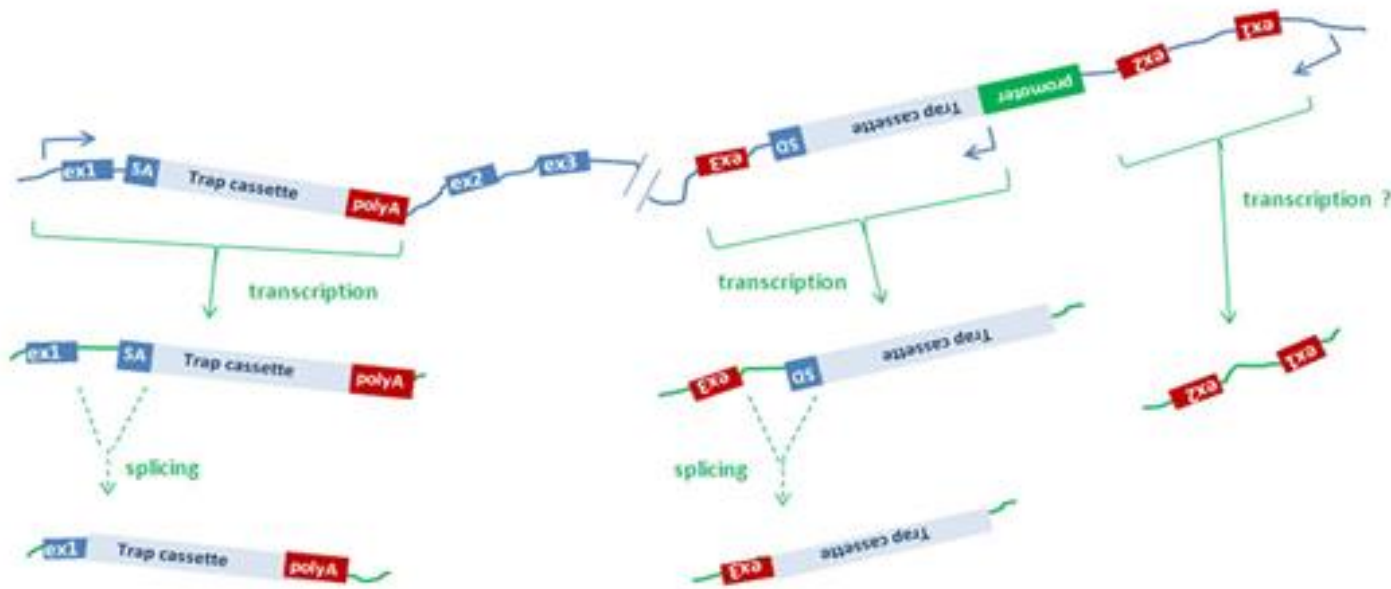 ex1
SA
Trap cassette
polyA
ex2
ex3
ex3
SD
Trap cassette
promoter
ex2
ex1
transcription
transcription
transcription ?
ex1
SA
Trap cassette
polyA
ex3
SD
Trap cassette
ex2
ex1
splicing
splicing
ex1
Trap cassette
polyA
ex3
Trap cassette